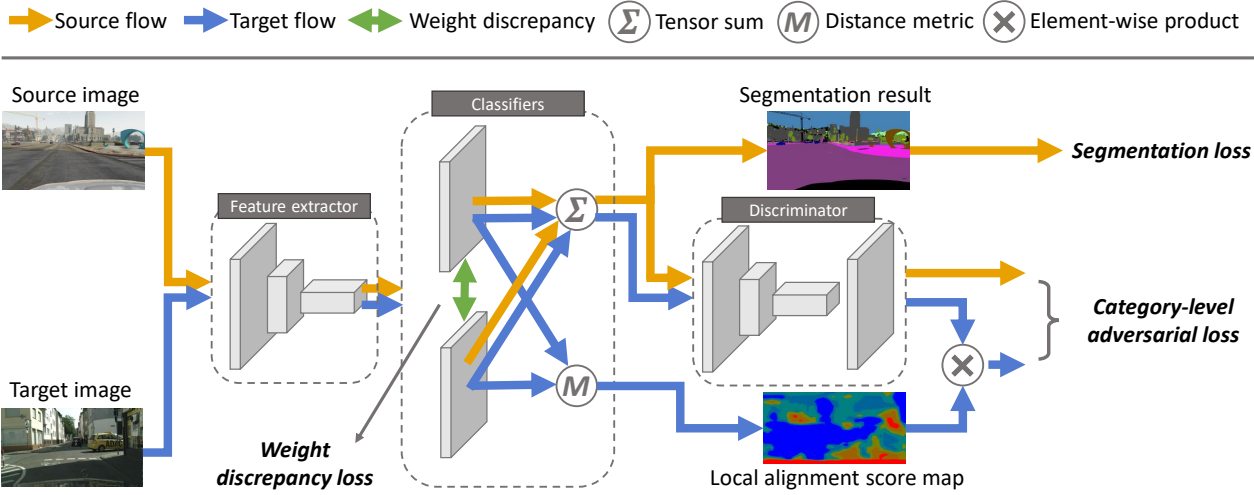 Source flow
Target flow
Weight discrepancy
Σ
Tensor sum
M
Distance metric
Element-wise product
Source image
Classifiers
Segmentation result
Segmentation loss
Feature extractor
Σ
Discriminator
Category-level
adversarial loss
Target image
M
Weight
discrepancy loss
Local alignment score map